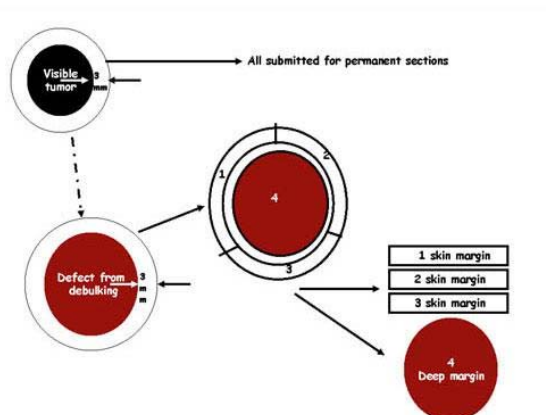 Visible
tumor
3
mm
All submitted for permanent sections
1
2
3
4
Defect from
debulking
3
m
m
1 skin margin
2 skin margin
3 skin margin
4
Deep margin